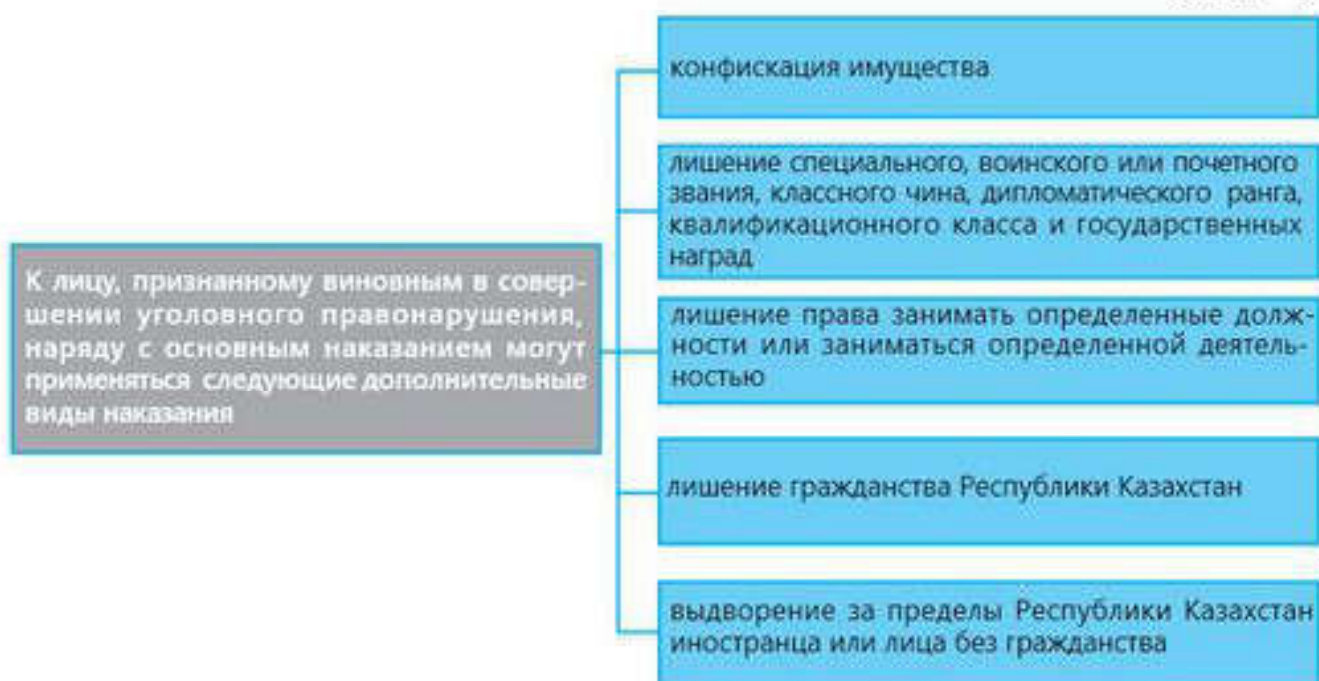 К лицу, признанному виновным в совер-
шении уголовного правонарушения,
наряду с основным наказанием могут
применяться следующие дополнительные
виды наказания
конфискация имущества
лишение специального, воинского или почетного
звания, классного чина, дипломатического ранга,
квалификационного класса и государственных
наград
лишение права занимать определенные долж-
ности или заниматься определенной деятель-
ностью
лишение гражданства Республики Казахстан
выдворение за пределы Республики Казахстан
иностранца или лица без гражданства